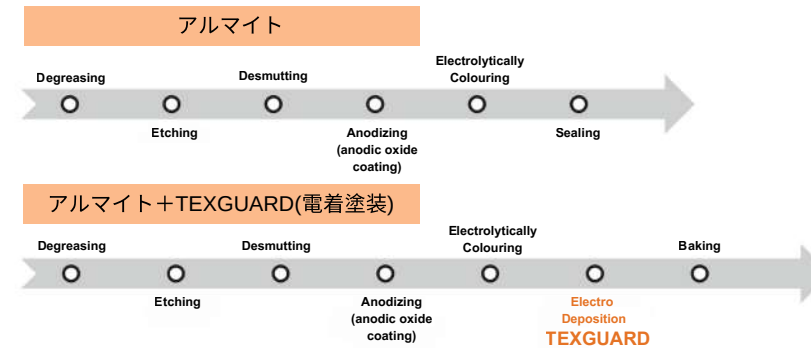 アルマイト
Electrolytically
Colouring
Degreasing
Desmutting
Etching
Anodizing
(anodic oxide
coating)
Sealing
アルマイト＋TEXGUARD(電着塗装)
Electrolytically
Colouring
Degreasing
Desmutting
Baking
Etching
Anodizing
(anodic oxide
coating)
Electro
Deposition
TEXGUARD